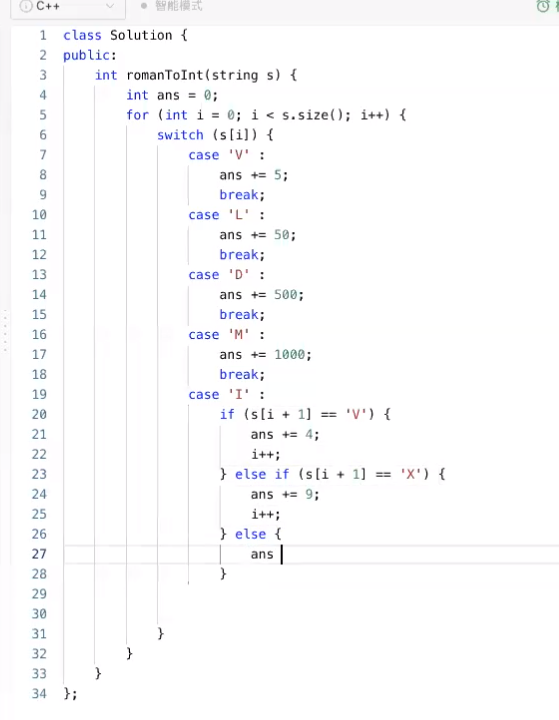 C++ 智能模式
1 class Solution {
2 public:
3     int romanToInt(string s) {
4         int ans = 0;
5         for (int i = 0; i < s.size(); i++) {
6             switch (s[i]) {
7                 case 'V' :
8                     ans += 5;
9                     break;
10                 case 'L' :
11                     ans += 50;
12                     break;
13                 case 'D' :
14                     ans += 500;
15                     break;
16                 case 'M' :
17                     ans += 1000;
18                     break;
19                 case 'I' :
20                     if (s[i + 1] == 'V') {
21                         ans += 4;
22                         i++;
23                     } else if (s[i + 1] == 'X') {
24                         ans += 9;
25                         i++;
26                     } else {
27                         ans
28                     }
29
30
31             }
32         }
33     }
34 };